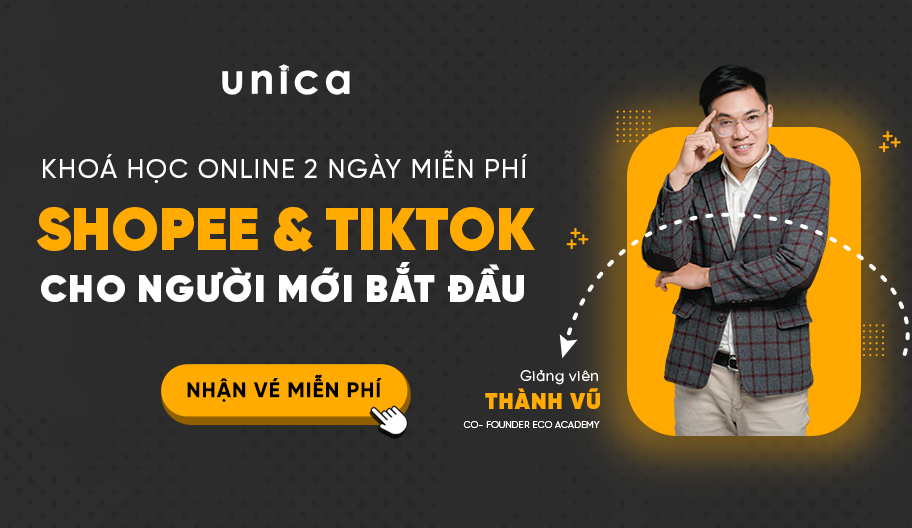 unica
KHOÁ HỌC ONLINE 2 NGÀY MIỄN PHÍ
SHOPEE & TIKTOK
CHO NGƯỜI MỚI BẮT ĐẦU
NHẬN VÉ MIỄN PHÍ
Giảng viên
THÀNH VŨ
CO- FOUNDER ECO ACADEMY